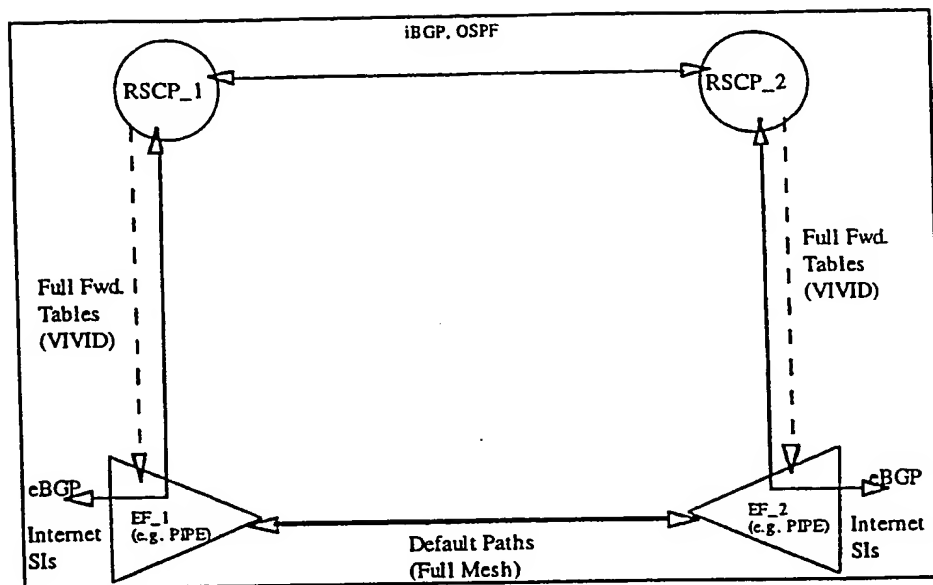 iBGP, OSPF
RSCP_1
RSCP_2
Full Fwd.
Tables
(VIVID)
Full Fwd.
Tables
(VIVID)
eBGP
Internet
SIs
EF_1
(e.g. PIPE)
Default Paths
(Full Mesh)
EF_2
(e.g. PIPE)
eBGP
Internet
SIs